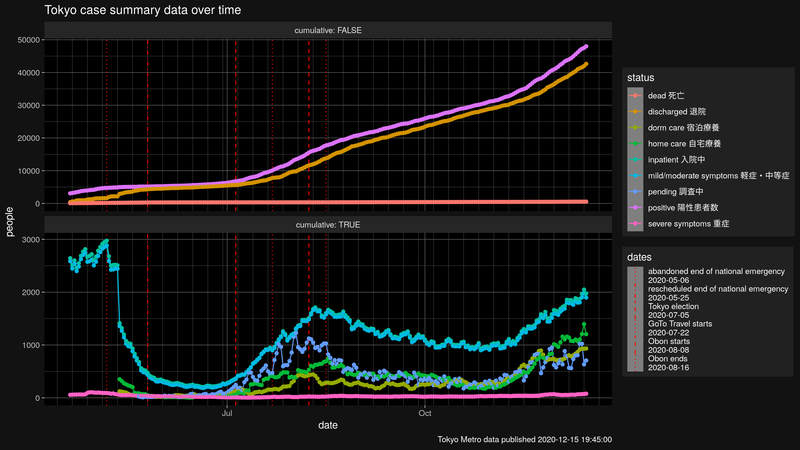 Tokyo case summary data over time
cumulative: FALSE
50000
40000
30000
20000
10000
0
people
cumulative: TRUE
3000
2000
1000
0
Jul
Oct
date
status
dead 死亡
discharged 退院
dorm care 宿泊療養
home care 自宅療養
inpatient 入院中
mild/moderate symptoms 軽症・中等症
pending 調査中
positive 陽性患者数
severe symptoms 重症
dates
abandoned end of national emergency
2020-05-06
rescheduled end of national emergency
2020-05-25
Tokyo election
2020-07-05
GoTo Travel starts
2020-07-22
Obon starts
2020-08-08
Obon ends
2020-08-16
Tokyo Metro data published 2020-12-15 19:45:00